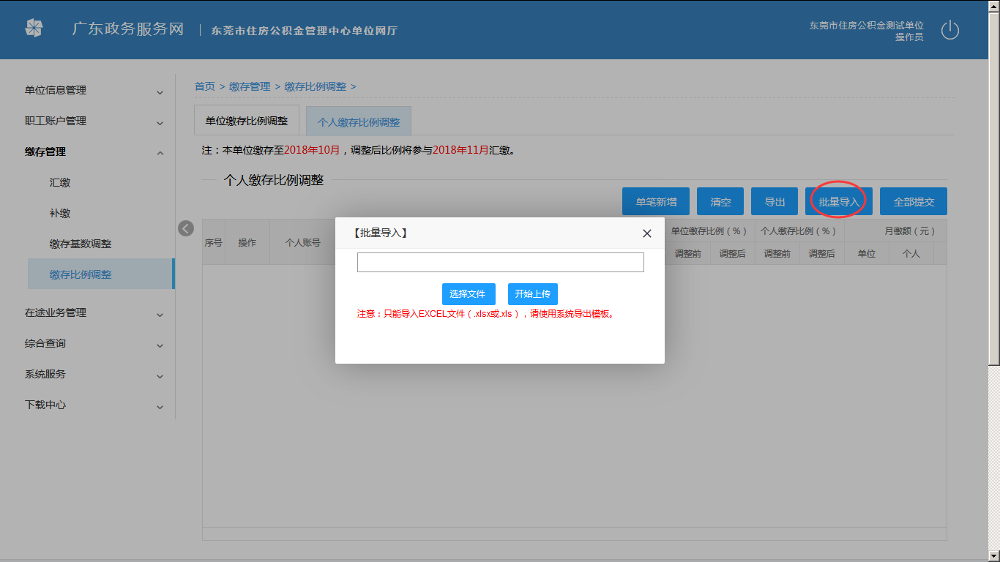 广东政务服务网 | 东莞市住房公积金管理中心单位网厅
东莞市住房公积金测试单位
操作员
单位信息管理
职工账户管理
缴存管理
汇缴
补缴
缴存基数调整
缴存比例调整
在途业务管理
综合查询
系统服务
下载中心
首页 > 缴存管理 > 缴存比例调整 >
单位缴存比例调整 个人缴存比例调整
注：本单位缴存至2018年10月，调整后比例将参与2018年11月汇缴。
个人缴存比例调整
单笔新增 清空 导出 批量导入 全部提交
序号 操作 个人账号 单位缴存比例（%） 个人缴存比例（%） 月缴额（元）
调整前 调整后 调整前 调整后 单位 个人
【批量导入】
选择文件 开始上传
注意：只能导入EXCEL文件（.xlsx或.xls），请使用系统导出模板。